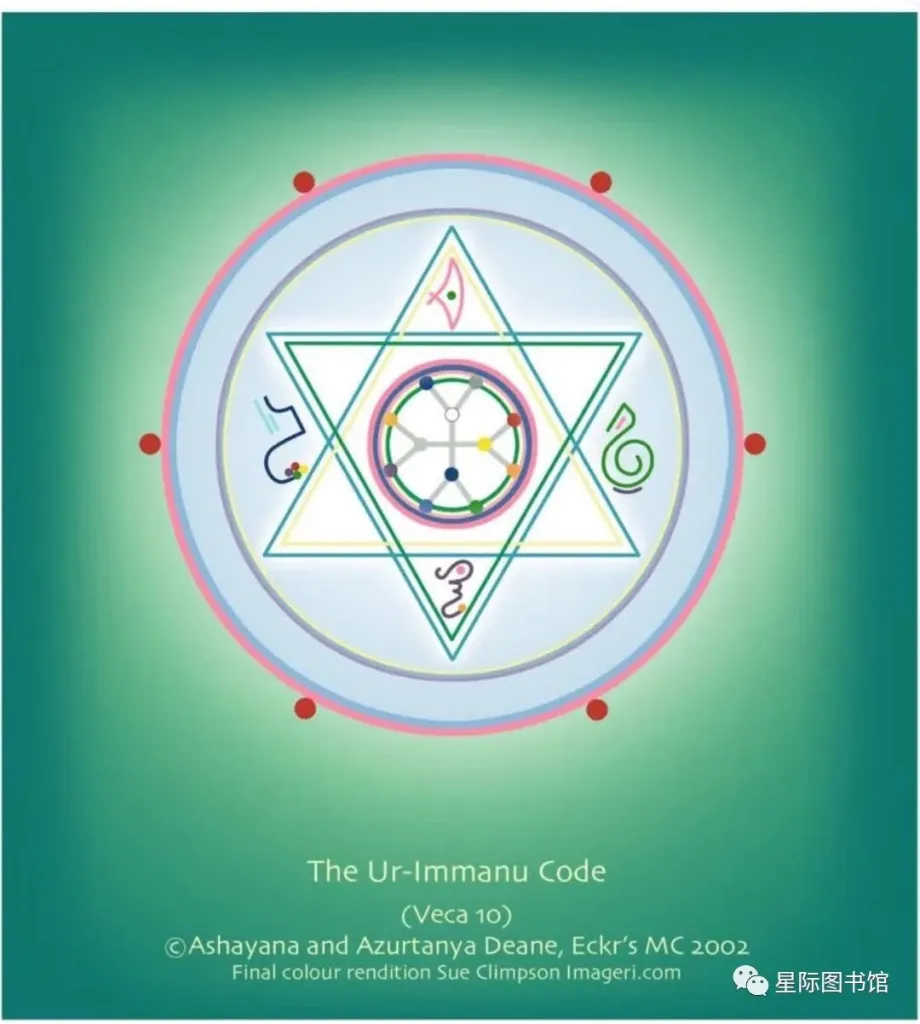 The Ur-Immanu Code
(Veca 10)
©Ashayana and Azurtanya Deane, Eckr's MC 2002
Final colour rendition Sue Climpson Imageri.com
星际图书馆